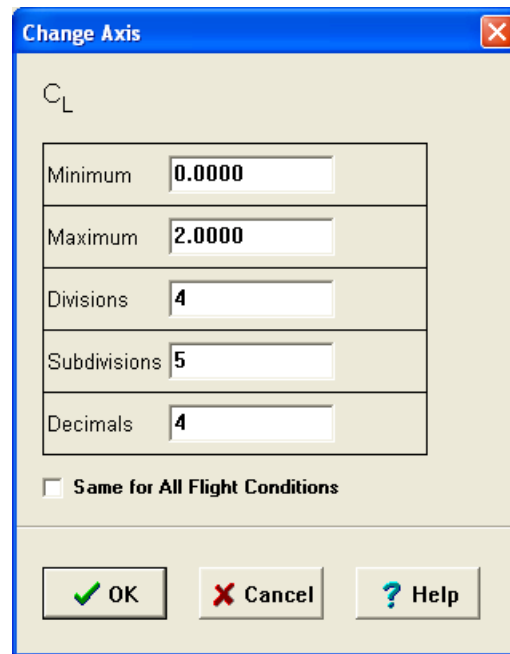 Change Axis
CL
Minimum 0.0000
Maximum 2.0000
Divisions 4
Subdivisions 5
Decimals 4
Same for All Flight Conditions
OK Cancel ? Help